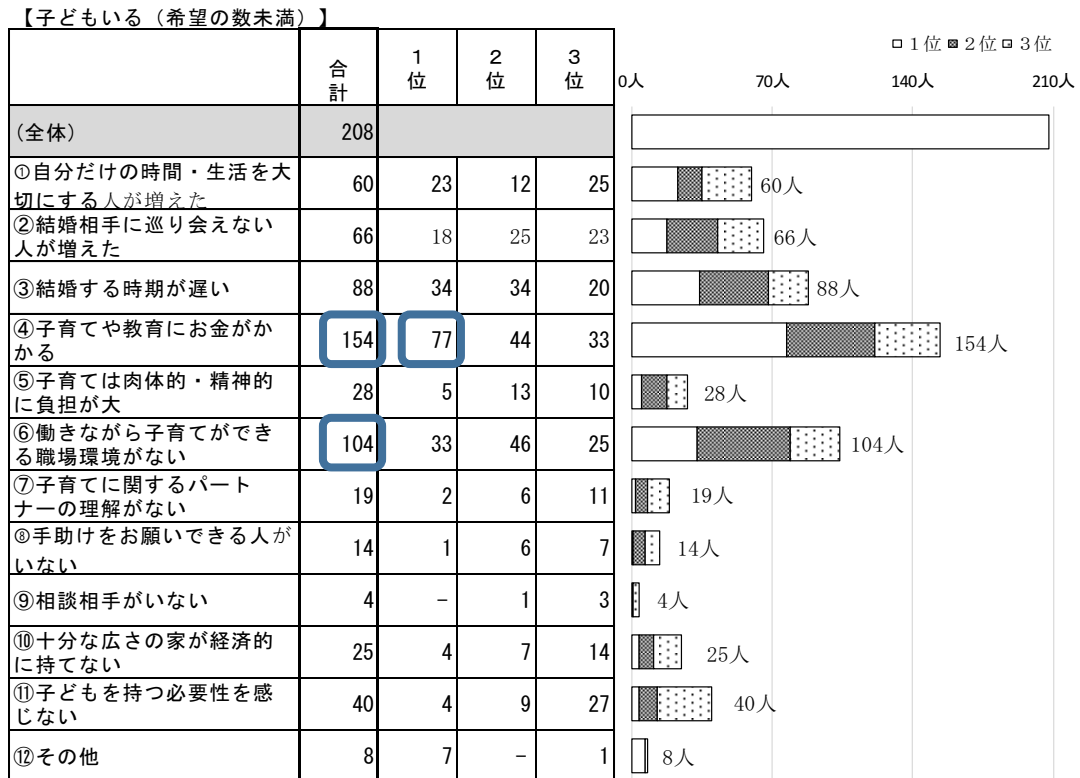 【子どもいる（希望の数未満）】
合計 1位 2位 3位
□1位 ■2位 □3位
0人 70人 140人 210人
(全体) 208
①自分だけの時間・生活を大
切にする人が増えた
60 23 12 25 60人
②結婚相手に巡り会えない
人が増えた
66 18 25 23 66人
③結婚する時期が遅い 88 34 34 20 88人
④子育てや教育にお金がか
かる
154 77 44 33 154人
⑤子育ては肉体的・精神的
に負担が大
28 5 13 10 28人
⑥働きながら子育てができ
る職場環境がない
104 33 46 25 104人
⑦子育てに関するパート
ナーの理解がない
19 2 6 11 19人
⑧手助けをお願いできる人が
いない
14 1 6 7 14人
⑨相談相手がいない 4 － 1 3 4人
⑩十分な広さの家が経済的
に持てない
25 4 7 14 25人
⑪子どもを持つ必要性を感
じない
40 4 9 27 40人
⑫その他 8 7 － 1 8人